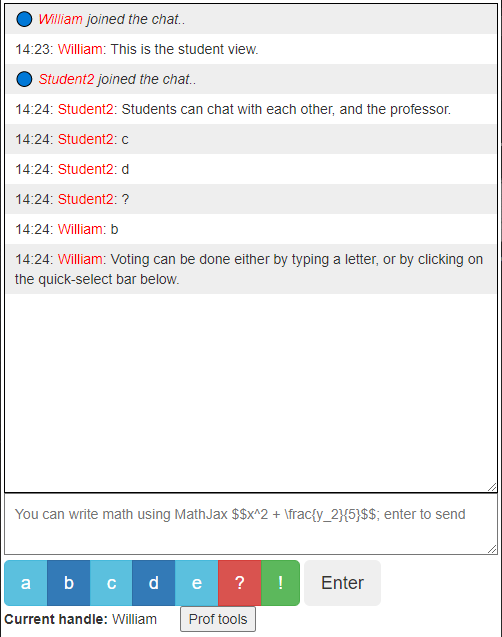 William joined the chat..
14:23: William: This is the student view.
Student2 joined the chat..
14:24: Student2: Students can chat with each other, and the professor.
14:24: Student2: c
14:24: Student2: d
14:24: Student2: ?
14:24: William: b
14:24: William: Voting can be done either by typing a letter, or by clicking on
the quick-select bar below.
You can write math using MathJax $$x^2 + \frac{y_2}{5}$$; enter to send
a b c d e ? ! Enter
Current handle: William Prof tools